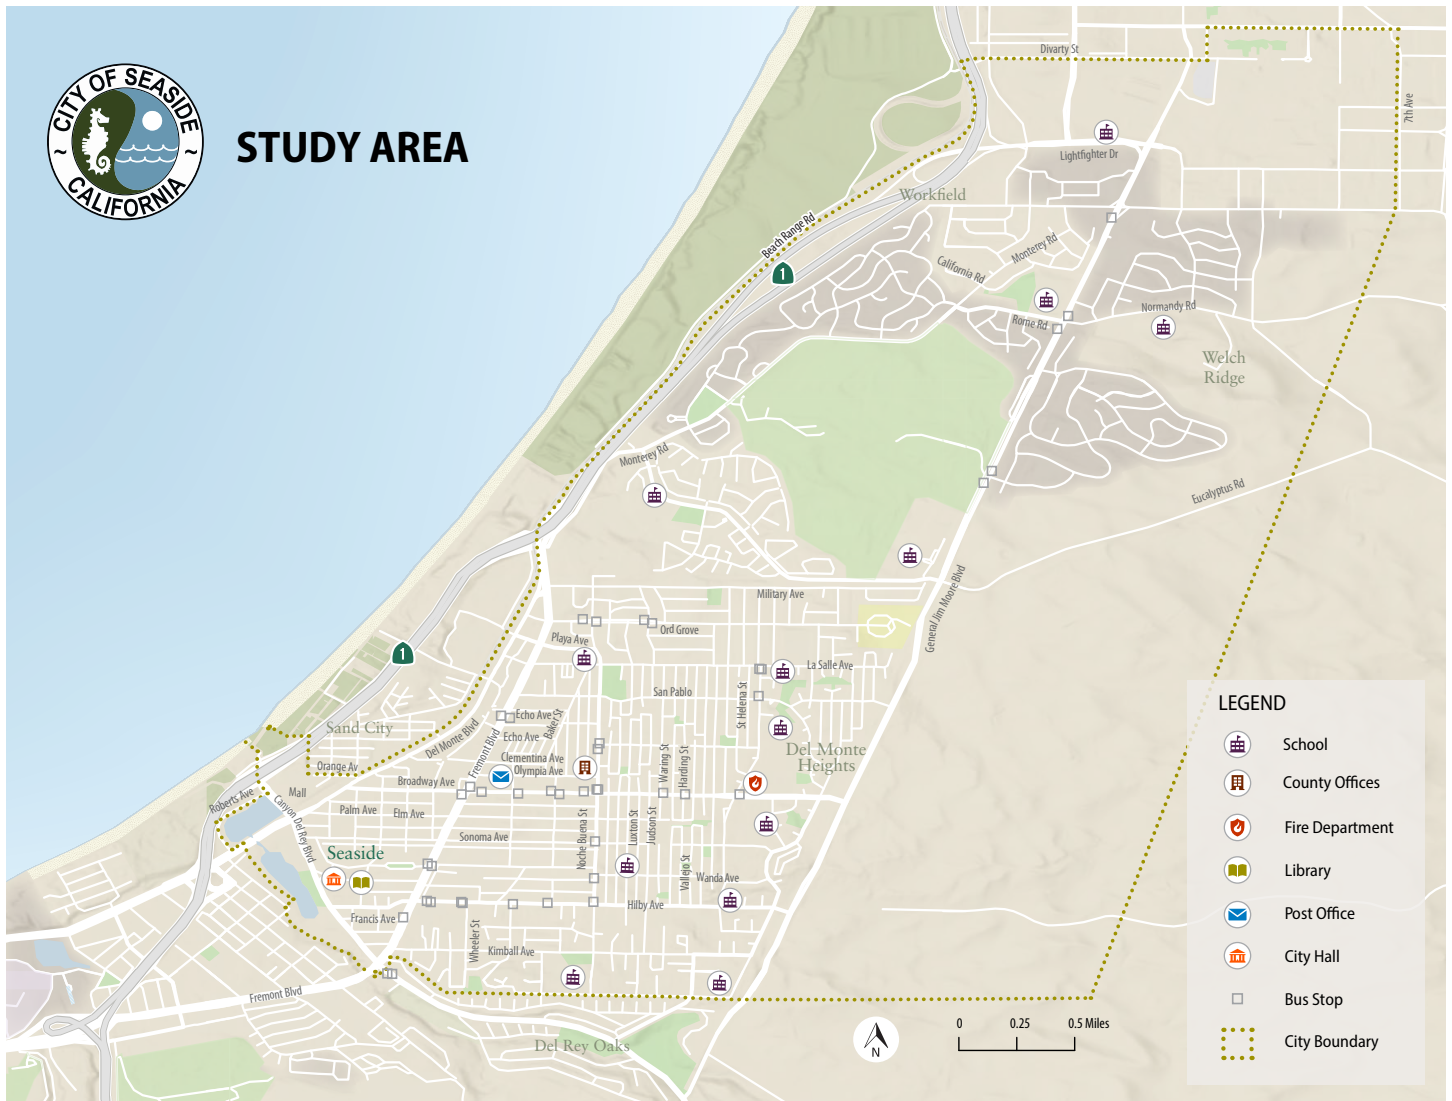 CITY OF SEASIDE
~ ~
CALIFORNIA
STUDY AREA
Divarty St
7th Ave
Lightfighter Dr
Workfield
Beach Range Rd
1
Monterey Rd
California Rd
Normandy Rd
Rome Rd
Welch
Ridge
Monterey Rd
Eucalyptus Rd
Military Ave
General Jim Moore Blvd
Ord Grove
Playa Ave
1
La Salle Ave
San Pablo
St Helena St
Echo Ave
Baker St
Sand City
Del Monte Blvd
Fremont Blvd
Echo Ave
Clementina Ave
Olympia Ave
Waring St
Harding St
Del Monte
Heights
Orange Av
Broadway Ave
Mall
Roberts Ave
Canyon Del Rey Blvd
Palm Ave
Elm Ave
Sonoma Ave
Noche Buena St
Luxton St
Judson St
Seaside
Vallejo St
Wanda Ave
Francis Ave
Hilby Ave
Wheeler St
Kimball Ave
Fremont Blvd
Del Rey Oaks
N
0 0.25 0.5 Miles
LEGEND
School
County Offices
Fire Department
Library
Post Office
City Hall
Bus Stop
City Boundary